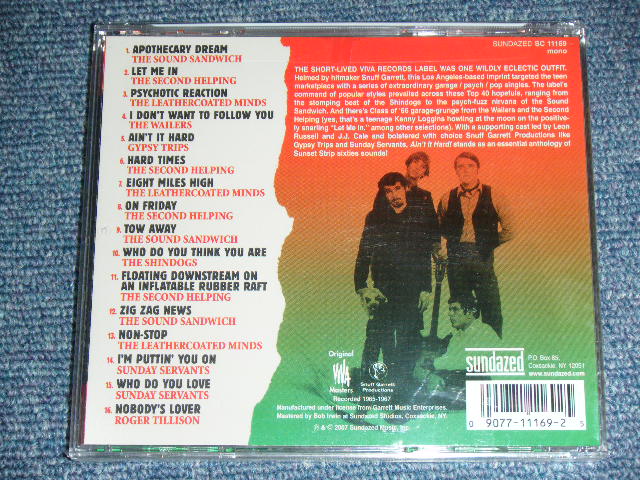 1. APOTHECARY DREAM
THE SOUND SANDWICH
2. LET ME IN
THE SECOND HELPING
3. PSYCHOTIC REACTION
THE LEATHERCOATED MINDS
4. I DON'T WANT TO FOLLOW YOU
THE WAILERS
5. AIN'T IT HARD
GYPSY TRIPS
6. HARD TIMES
THE SECOND HELPING
7. EIGHT MILES HIGH
THE LEATHERCOATED MINDS
8. ON FRIDAY
THE SECOND HELPING
9. TOW AWAY
THE SOUND SANDWICH
10. WHO DO YOU THINK YOU ARE
THE SHINDOGS
11. FLOATING DOWNSTREAM ON
AN INFLATABLE RUBBER RAFT
THE SECOND HELPING
12. ZIG ZAG NEWS
THE SOUND SANDWICH
13. NON-STOP
THE LEATHERCOATED MINDS
14. I'M PUTTIN' YOU ON
SUNDAY SERVANTS
15. WHO DO YOU LOVE
SUNDAY SERVANTS
16. NOBODY'S LOVER
ROGER TILLISON
SUNDAZED SC 11169
mono
THE SHORT-LIVED VIVA RECORDS LABEL WAS ONE WILDLY ECLECTIC OUTFIT.
Helmed by hitmaker Snuff Garrett, this Los Angeles-based imprint targeted the teen
marketplace with a series of extraordinary garage / psych / pop singles. The label's
command of popular styles prevailed across these Top 40 hopefuls, ranging from
the stomping beat of the Shindogs to the psych-fuzz nirvana of the Sound
Sandwich. And there's Class of '66 garage-grunge from the Wailers and the Second
Helping (yes, that's a teenage Kenny Loggins howling at the moon on the positive-
ly snarling "Let Me In," among other selections). With a supporting cast led by Leon
Russell and J.J. Cale and bolstered with choice Snuff Garrett Productions like
Gypsy Trips and Sunday Servants, Ain't It Hard! stands as an essential anthology of
Sunset Strip sixties sounds!
Original
VIVA
Masters
Snuff Garrett
Productions
Recorded 1965-1967
Manufactured under license from Garrett Music Enterprises.
Mastered by Bob Irwin at Sundazed Studios, Coxsackie, NY.
℗ & © 2007 Sundazed Music, Inc.
sundazed
P.O. Box 85,
Coxsackie, NY 12051
www.sundazed.com
0 9077-11169-2 5